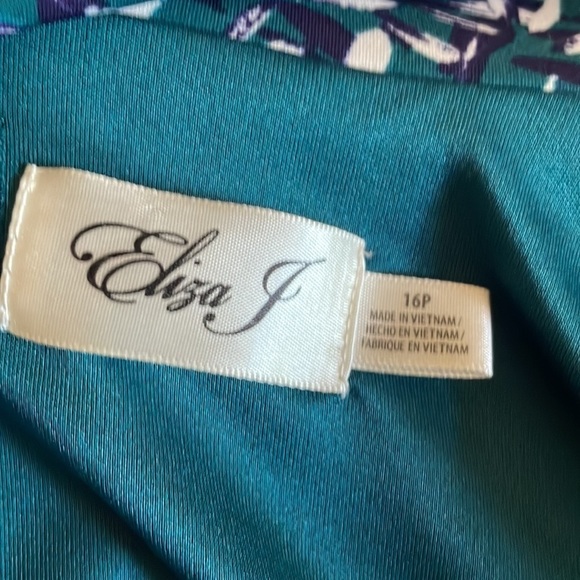 Eliza J
16P
MADE IN VIETNAM/
HECHO EN VIETNAM/
FABRIQUE EN VIETNAM